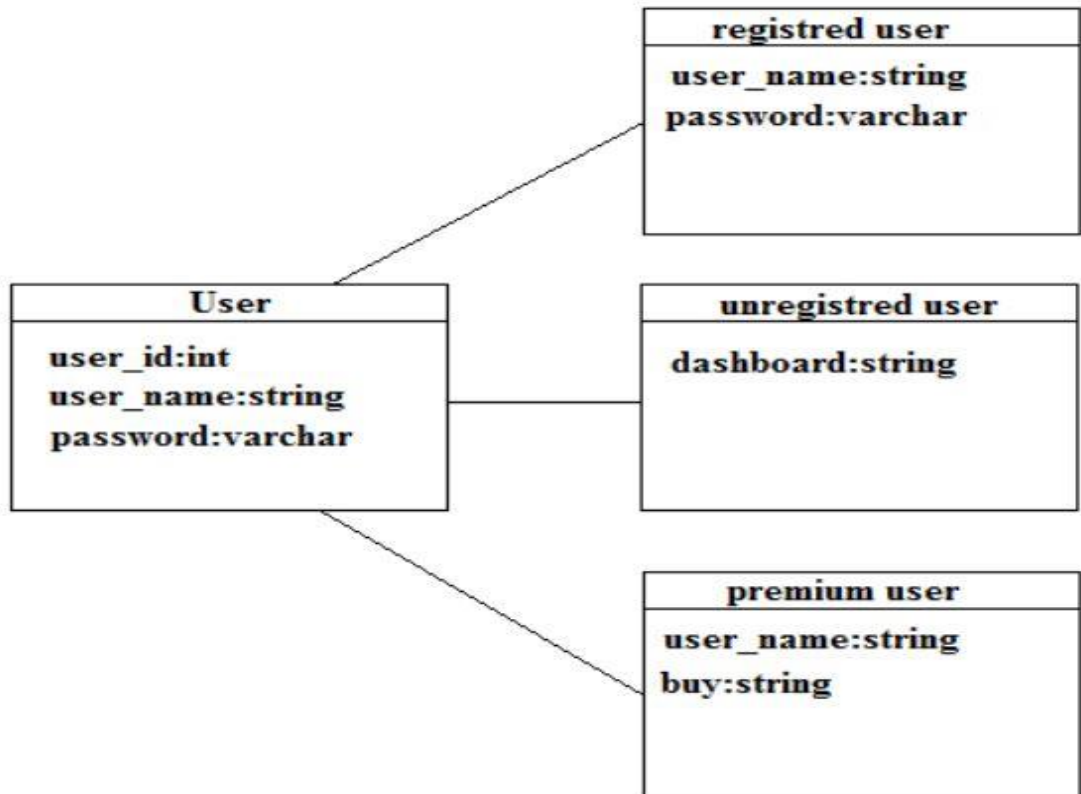 registred user
user_name:string
password:varchar
User
user_id:int
user_name:string
password:varchar
unregistred user
dashboard:string
premium user
user_name:string
buy:string